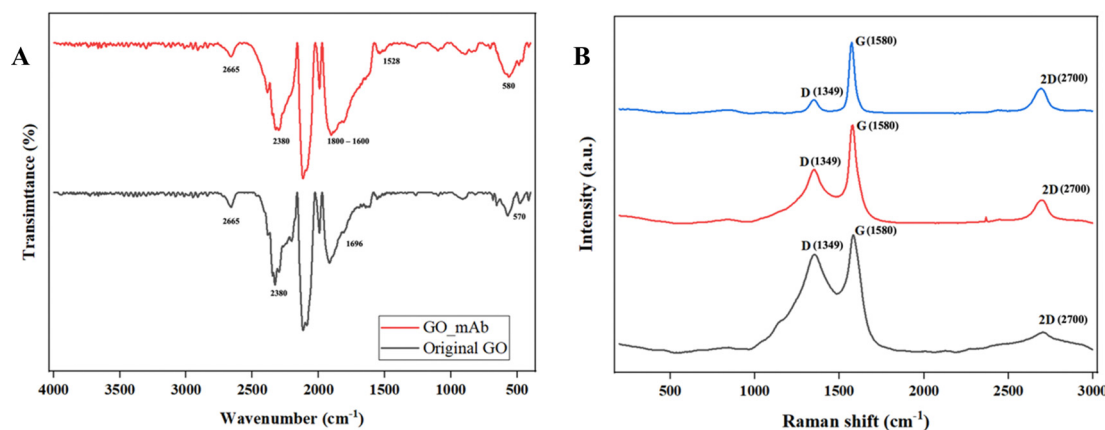 A
Transimttance (%)
2665
2380
1800 – 1600
1528
580
2665
2380
1696
570
GO_mAb
Original GO
4000 3500 3000 2500 2000 1500 1000 500
Wavenumber (cm-1)
B
Intensity (a.u.)
G (1580)
D (1349)
2D (2700)
G (1580)
D (1349)
2D (2700)
G (1580)
D (1349)
2D (2700)
500 1000 1500 2000 2500 3000
Raman shift (cm-1)